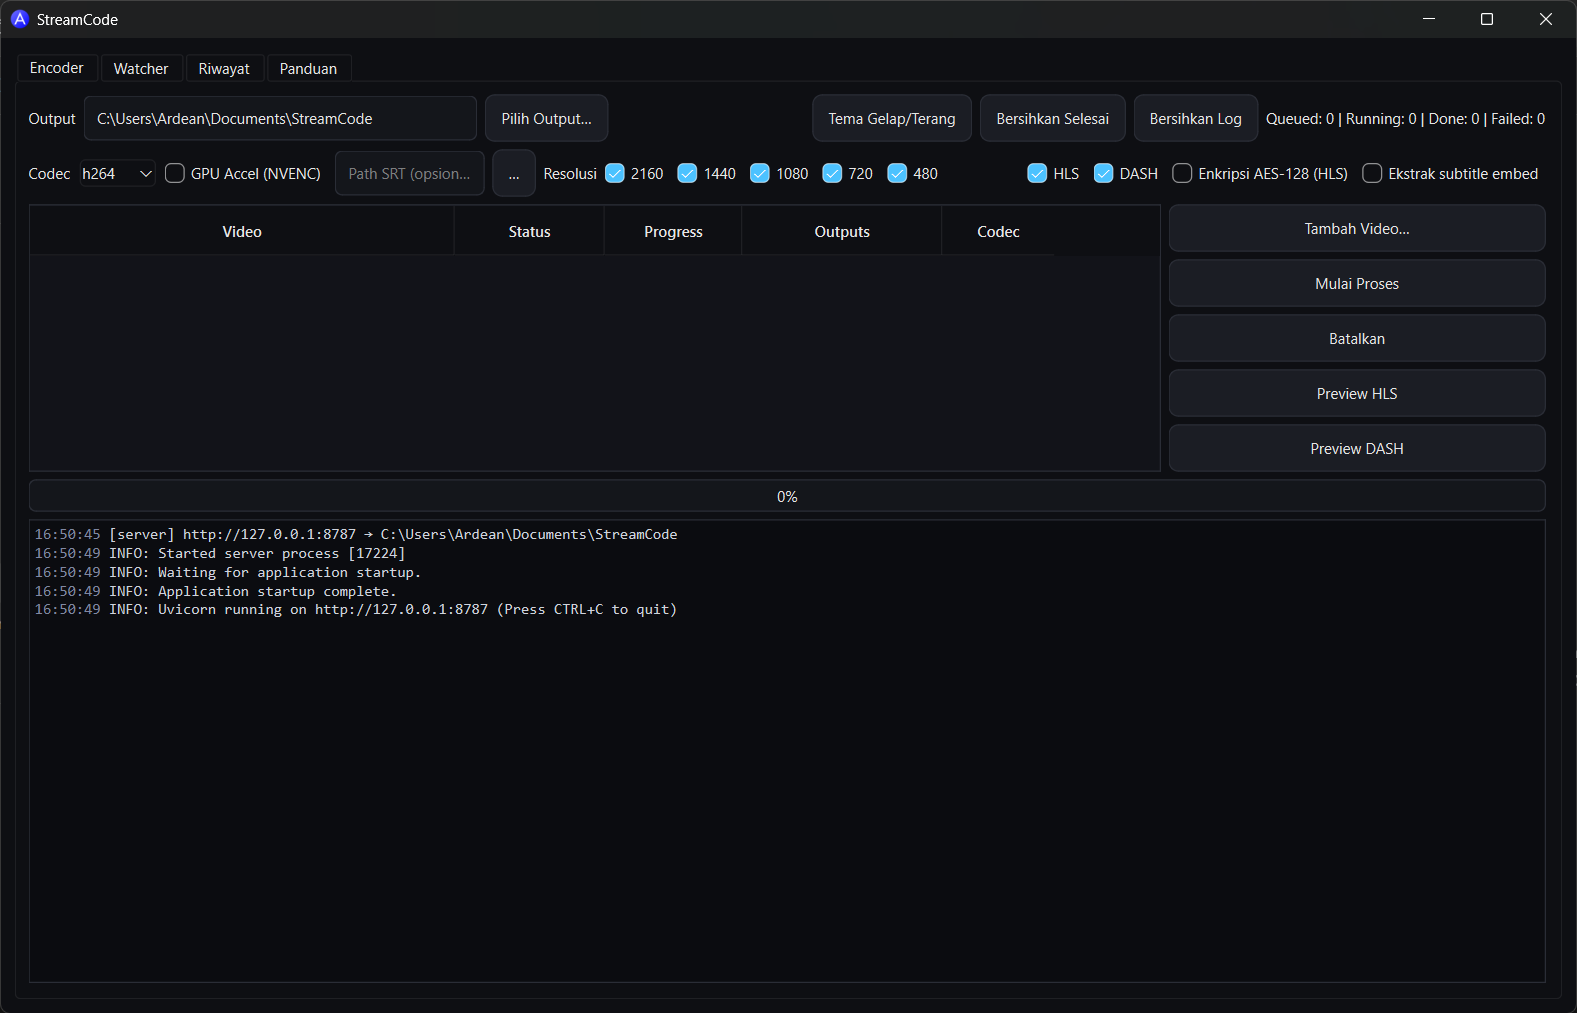 StreamCode
Encoder Watcher Riwayat Panduan
Output C:\Users\Ardean\Documents\StreamCode Pilih Output... Tema Gelap/Terang Bersihkan Selesai Bersihkan Log Queued: 0 | Running: 0 | Done: 0 | Failed: 0
Codec h264 GPU Accel (NVENC) Path SRT (opsion... ... Resolusi 2160 1440 1080 720 480 HLS DASH Enkripsi AES-128 (HLS) Ekstrak subtitle embed
Video Status Progress Outputs Codec
Tambah Video...
Mulai Proses
Batalkan
Preview HLS
Preview DASH
0%
16:50:45 [server] http://127.0.0.1:8787 → C:\Users\Ardean\Documents\StreamCode
16:50:49 INFO: Started server process [17224]
16:50:49 INFO: Waiting for application startup.
16:50:49 INFO: Application startup complete.
16:50:49 INFO: Uvicorn running on http://127.0.0.1:8787 (Press CTRL+C to quit)